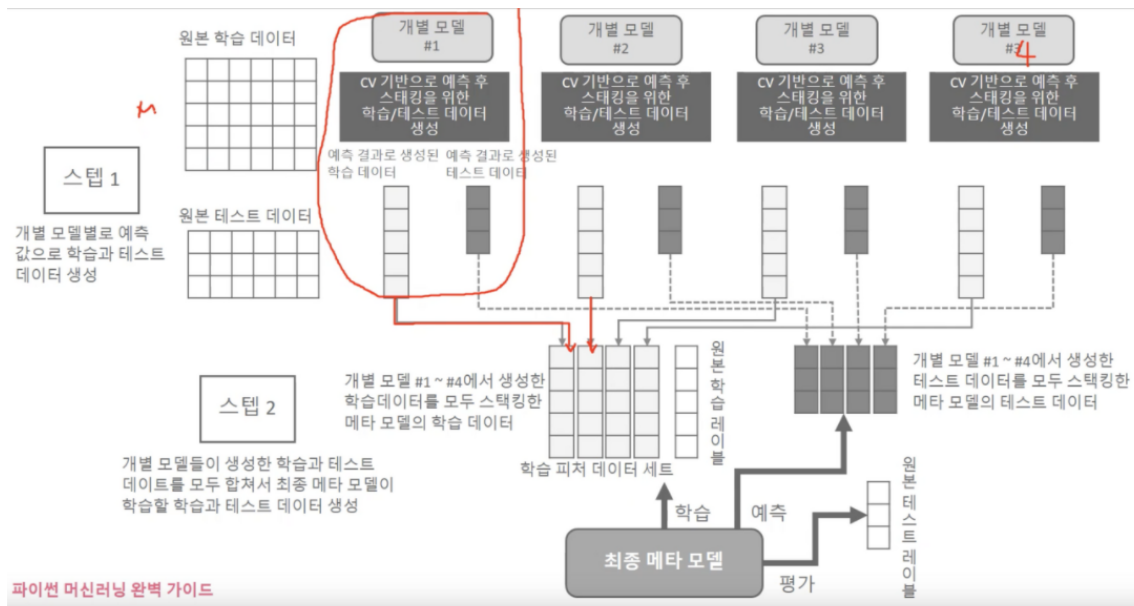 원본 학습 데이터
개별 모델
#1
개별 모델
#2
개별 모델
#3
개별 모델
#4
CV 기반으로 예측 후
스태킹을 위한
학습/테스트 데이터
생성
CV 기반으로 예측 후
스태킹을 위한
학습/테스트 데이터
생성
CV 기반으로 예측 후
스태킹을 위한
학습/테스트 데이터
생성
CV 기반으로 예측 후
스태킹을 위한
학습/테스트 데이터
생성
예측 결과로 생성된
학습 데이터
예측 결과로 생성된
테스트 데이터
스텝 1
개별 모델별로 예측
값으로 학습과 테스트
데이터 생성
원본 테스트 데이터
스텝 2
개별 모델들이 생성한 학습과 테스트
데이트를 모두 합쳐서 최종 메타 모델이
학습할 학습과 테스트 데이터 생성
개별 모델 #1 ~ #4에서 생성한
학습데이터를 모두 스택킹한
메타 모델의 학습 데이터
학습 피처 데이터 세트
원본 학습 레이블
개별 모델 #1 ~ #4에서 생성한
테스트 데이터를 모두 스택킹한
메타 모델의 테스트 데이터
학습
예측
평가
최종 메타 모델
원본 테스트 레이블
파이썬 머신러닝 완벽 가이드